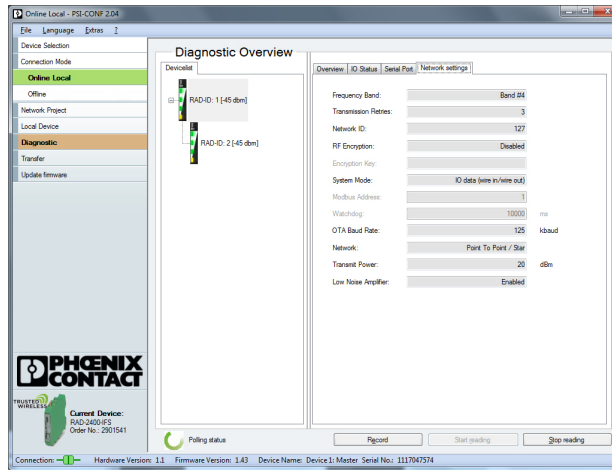 Online Local - PSI-CONF 2.04
File Language Extras ?
Device Selection
Connection Mode
Online Local
Offline
Network Project
Local Device
Diagnostic
Transfer
Update firmware
Diagnostic Overview
Devicelist
RAD-ID: 1 [-45 dbm]
RAD-ID: 2 [-45 dbm]
Overview IO Status Serial Port Network settings
Frequency Band: Band #4
Transmission Retries: 3
Network ID: 127
RF Encryption: Disabled
Encryption Key:
System Mode: IO data (wire in/wire out)
Modbus Address: 1
Watchdog: 10000 ms
OTA Baud Rate: 125 kbaud
Network: Point To Point / Star
Transmit Power: 20 dBm
Low Noise Amplifier: Enabled
PHŒNIX
CONTACT
TRUSTED
WIRELESS
Current Device:
RAD-2400-IFS
Order No.: 2901541
Polling status
Record Start reading Stop reading
Connection: Hardware Version: 1.1 Firmware Version: 1.43 Device Name: Device 1: Master Serial No.: 1117047574